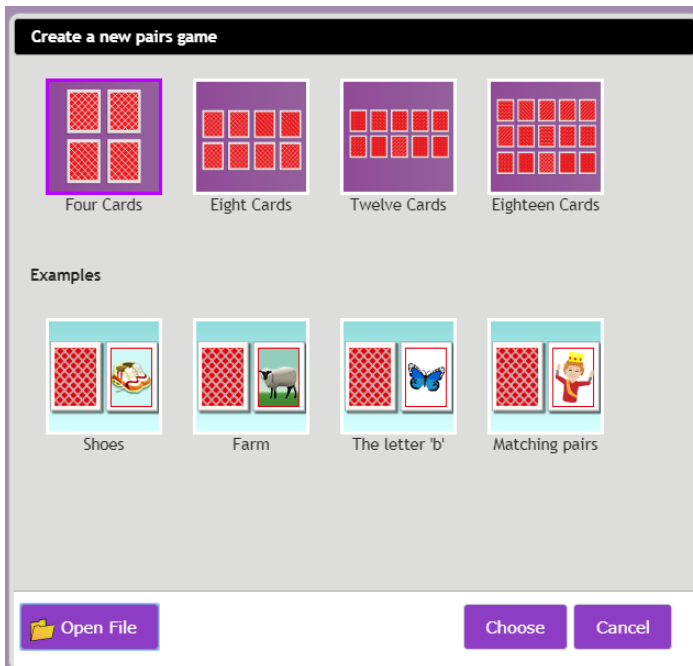 Create a new pairs game
Four Cards
Eight Cards
Twelve Cards
Eighteen Cards
Examples
Shoes
Farm
The letter 'b'
Matching pairs
Open File
Choose
Cancel